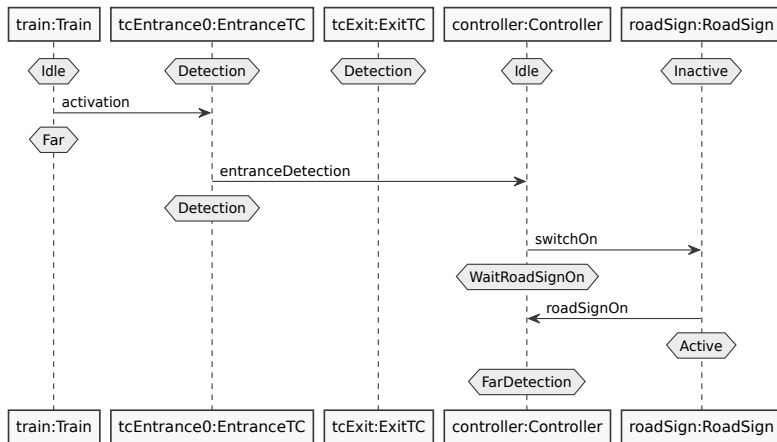 train:Train
tcEntrance0:EntranceTC
tcExit:ExitTC
controller:Controller
roadSign:RoadSign
Idle
Detection
Detection
Idle
Inactive
activation
Far
entranceDetection
Detection
switchOn
WaitRoadSignOn
roadSignOn
Active
FarDetection
train:Train
tcEntrance0:EntranceTC
tcExit:ExitTC
controller:Controller
roadSign:RoadSign